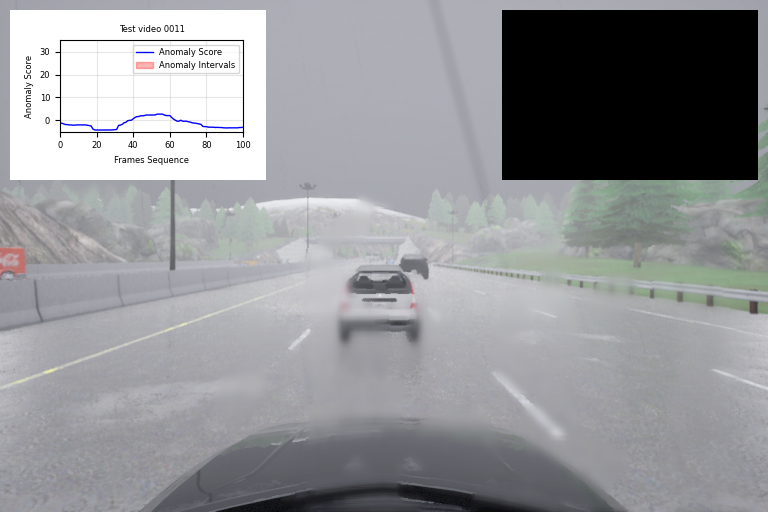 Test video 0011
Anomaly Score
30
20
10
0
Anomaly Score
Anomaly Intervals
0 20 40 60 80 100
Frames Sequence